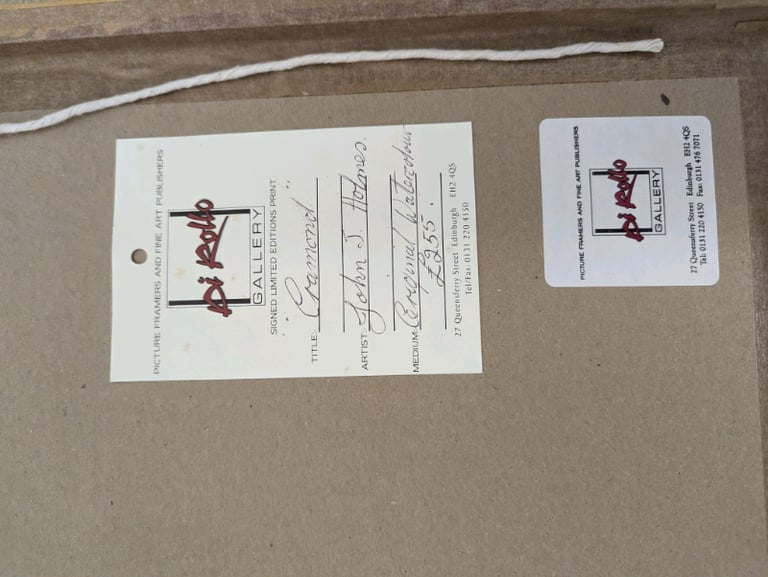 PICTURE FRAMERS AND FINE ART PUBLISHERS
Di Rollo
GALLERY
SIGNED LIMITED EDITIONS PRINT
TITLE: "Cramond"
ARTIST: John J. Holmes.
MEDIUM: Original Watercolour
£255.
27 Queensferry Street Edinburgh EH2 4QS
Tel/Fax: 0131 220 4150
PICTURE FRAMERS AND FINE ART PUBLISHERS
Di Rollo
GALLERY
27 Queensferry Street Edinburgh EH2 4QS
Tel: 0131 220 4150 Fax: 0131 476 7071